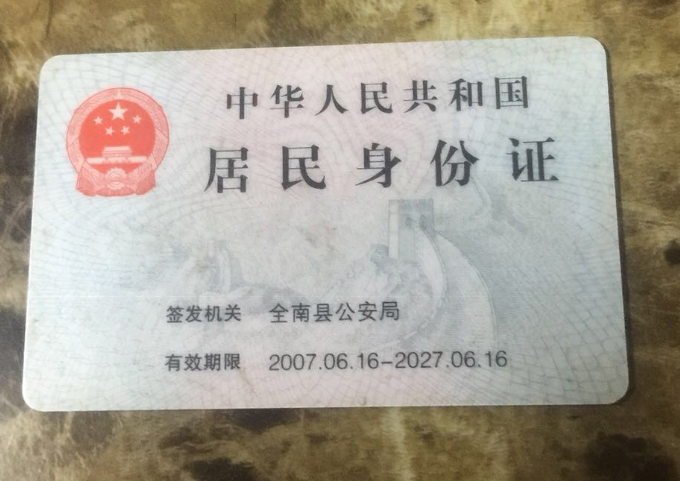 中华人民共和国
居民身份证
签发机关 全南县公安局
有效期限 2007.06.16-2027.06.16